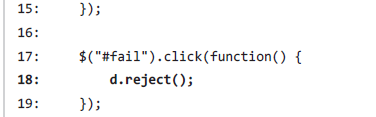 15:     });
16:
17:     $("#fail").click(function() {
18:         d.reject();
19:     });